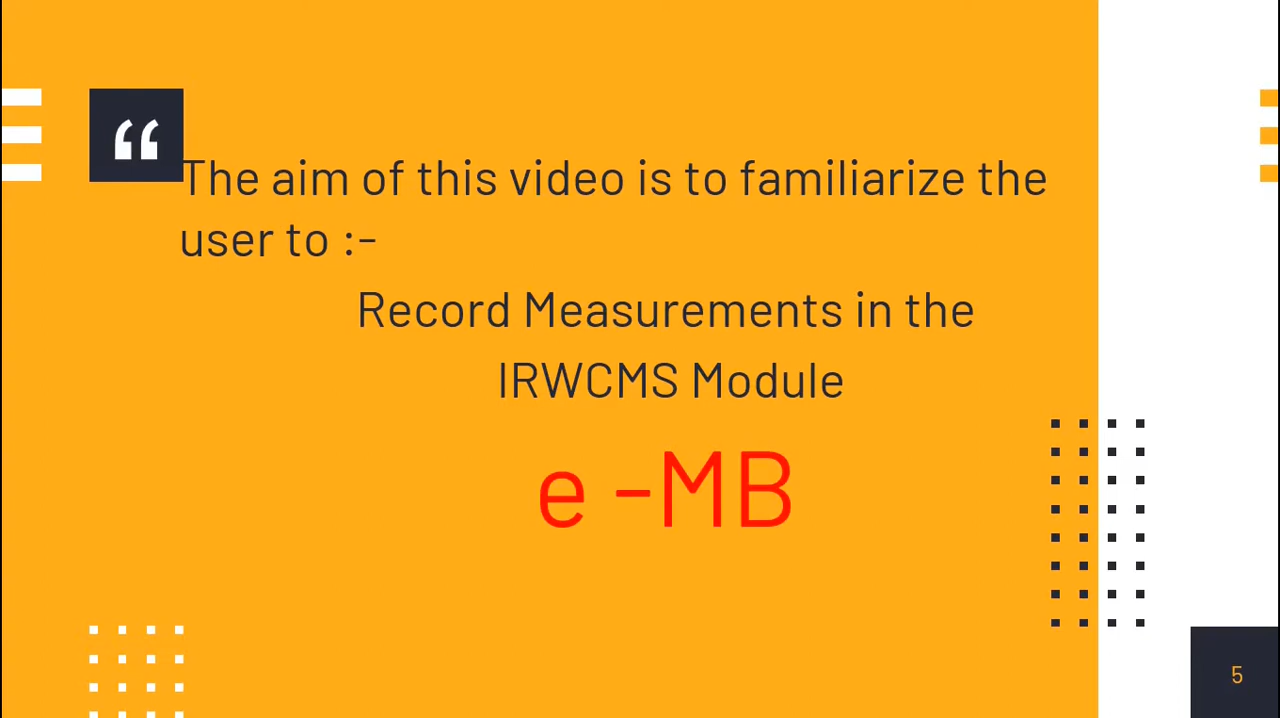 “
The aim of this video is to familiarize the
user to :-
Record Measurements in the
IRWCMS Module
e -MB
5